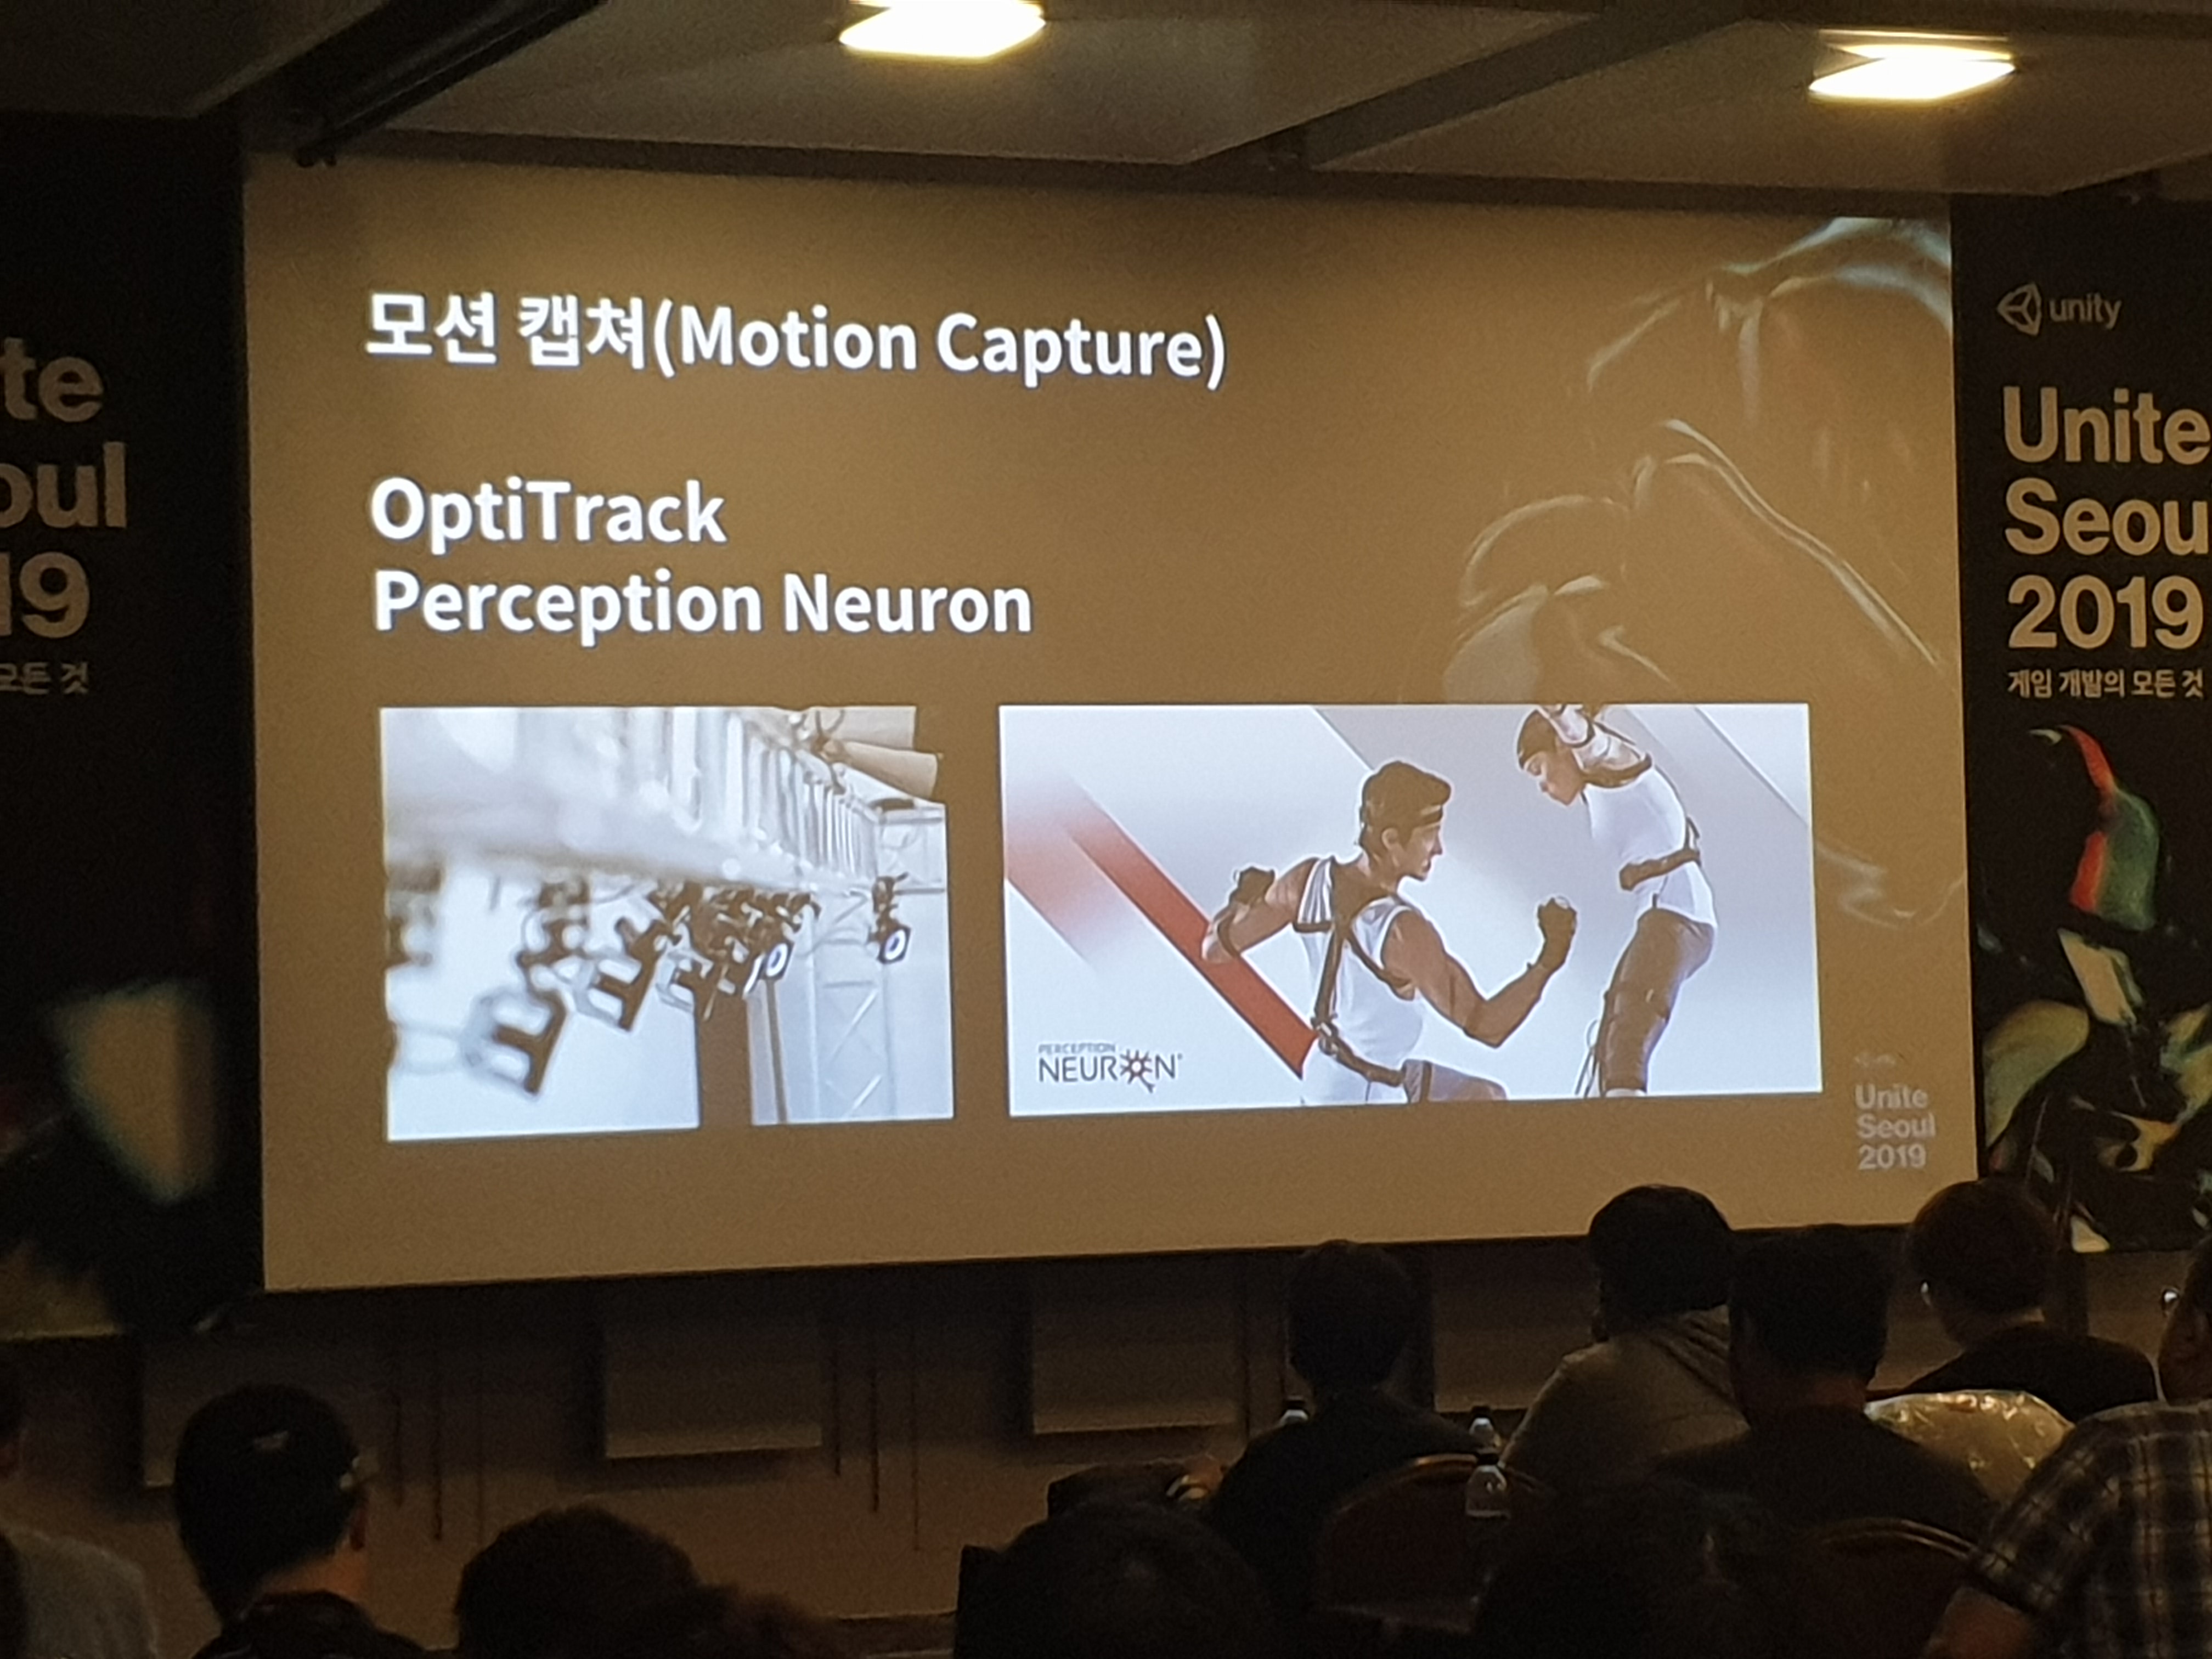 모션 캡쳐(Motion Capture)
OptiTrack
Perception Neuron
PERCEPTION
NEURON
Unite
Seoul
2019
te
oul
19
모든 것
unity
Unite
Seou
2019
게임 개발의 모든 것